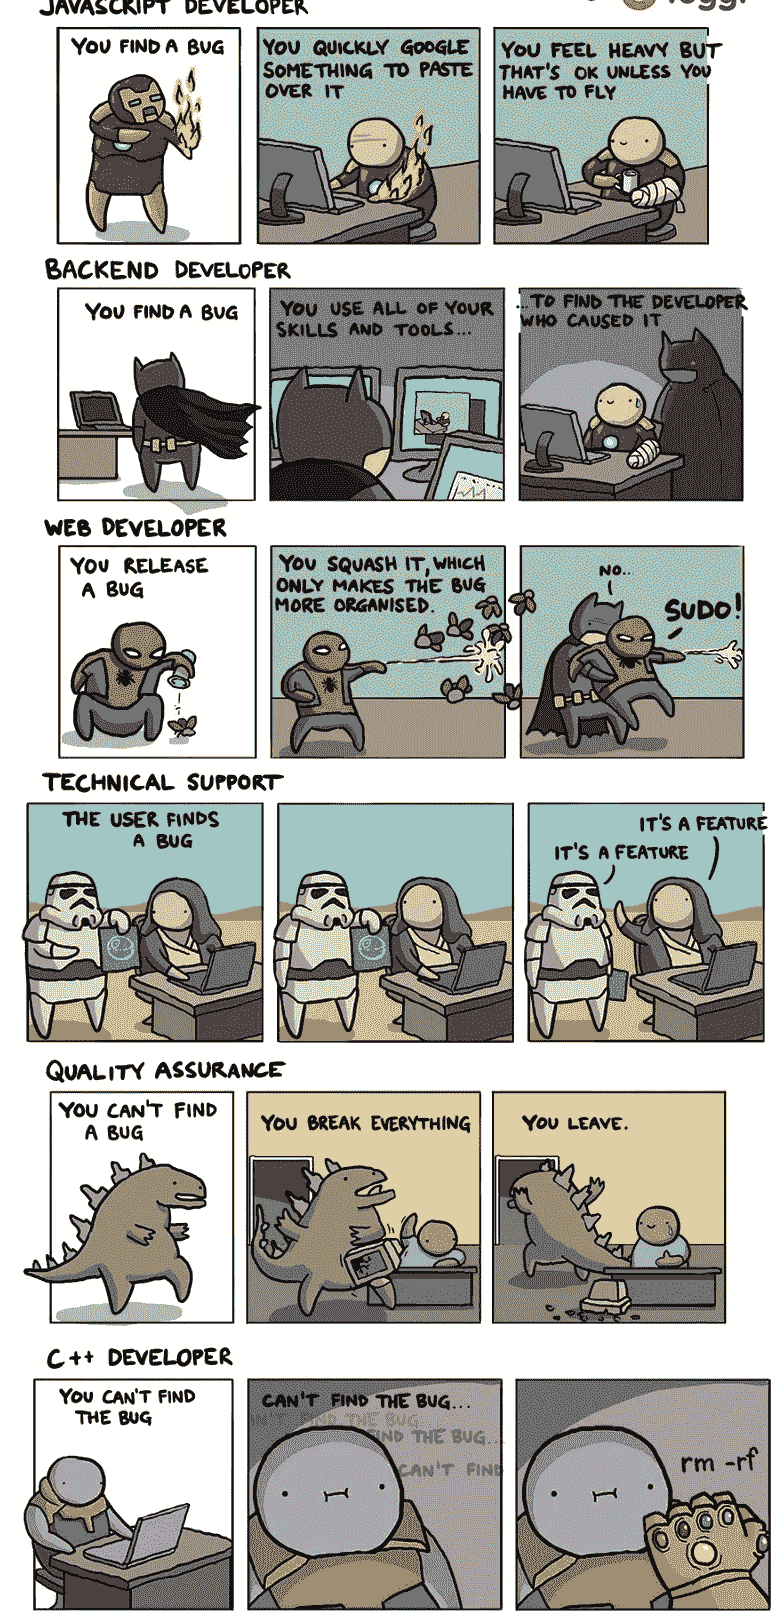 JAVASCRIPT DEVELOPER
toggl
YOU FIND A BUG
YOU QUICKLY GOOGLE
SOMETHING TO PASTE
OVER IT
YOU FEEL HEAVY BUT
THAT'S OK UNLESS YOU
HAVE TO FLY
BACKEND DEVELOPER
YOU FIND A BUG
YOU USE ALL OF YOUR
SKILLS AND TOOLS...
...TO FIND THE DEVELOPER
WHO CAUSED IT
WEB DEVELOPER
YOU RELEASE
A BUG
YOU SQUASH IT, WHICH
ONLY MAKES THE BUG
MORE ORGANISED.
NO..
SUDO!
TECHNICAL SUPPORT
THE USER FINDS
A BUG
IT'S A FEATURE
IT'S A FEATURE
QUALITY ASSURANCE
YOU CAN'T FIND
A BUG
YOU BREAK EVERYTHING
YOU LEAVE.
C++ DEVELOPER
YOU CAN'T FIND
THE BUG
CAN'T FIND THE BUG...
N'T FIND THE BUG...
FIND THE BUG...
CAN'T FIND
rm -rf